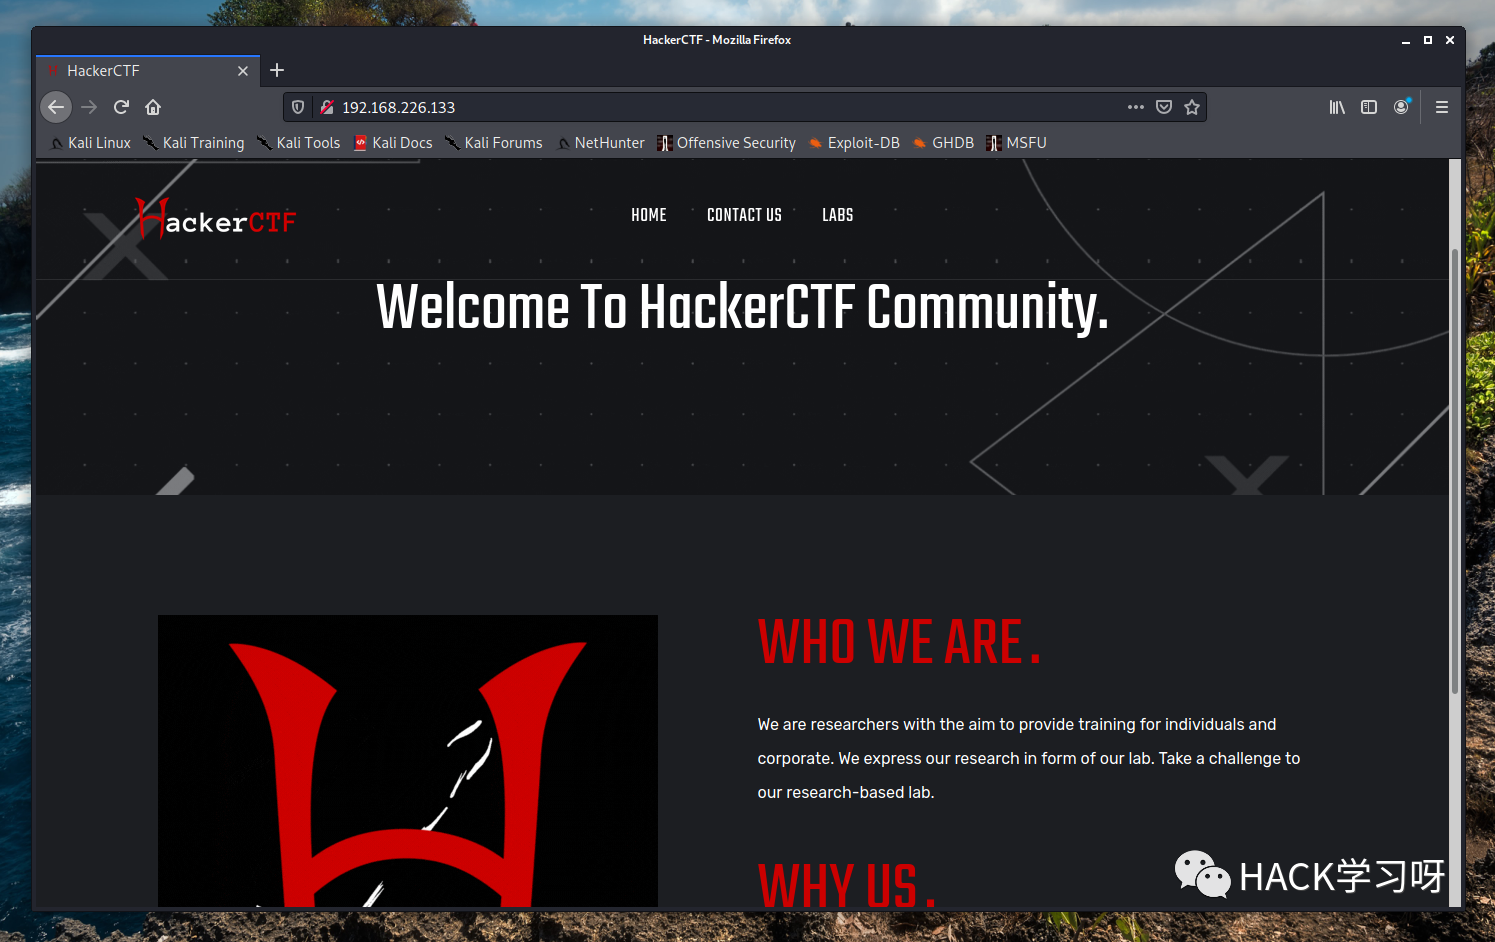 HackerCTF - Mozilla Firefox
HackerCTF
192.168.226.133
Kali Linux Kali Training Kali Tools Kali Docs Kali Forums NetHunter Offensive Security Exploit-DB GHDB MSFU
HackerCTF
HOME CONTACT US LABS
Welcome To HackerCTF Community.
WHO WE ARE .
We are researchers with the aim to provide training for individuals and
corporate. We express our research in form of our lab. Take a challenge to
our research-based lab.
WHY US .
HACK学习呀